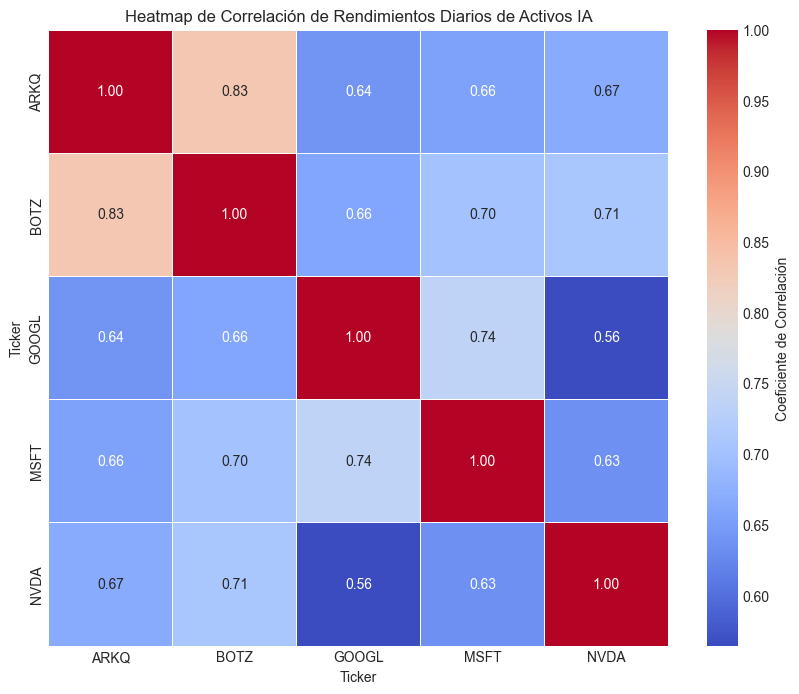 Heatmap de Correlación de Rendimientos Diarios de Activos IA
ARKQ 1.00 0.83 0.64 0.66 0.67
BOTZ 0.83 1.00 0.66 0.70 0.71
GOOGL 0.64 0.66 1.00 0.74 0.56
MSFT 0.66 0.70 0.74 1.00 0.63
NVDA 0.67 0.71 0.56 0.63 1.00
Ticker
ARKQ BOTZ GOOGL MSFT NVDA
Ticker
1.00
0.95
0.90
0.85
0.80
0.75
0.70
0.65
0.60
Coeficiente de Correlación